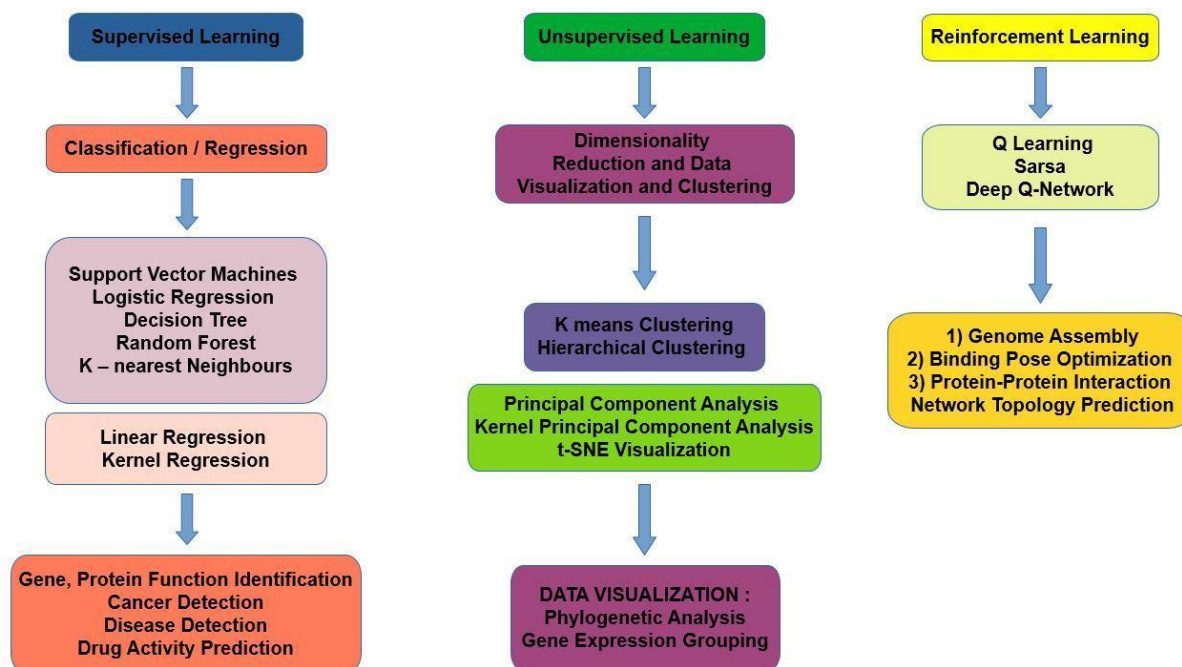 Supervised Learning
Classification / Regression
Support Vector Machines
Logistic Regression
Decision Tree
Random Forest
K – nearest Neighbours
Linear Regression
Kernel Regression
Gene, Protein Function Identification
Cancer Detection
Disease Detection
Drug Activity Prediction
Unsupervised Learning
Dimensionality
Reduction and Data
Visualization and Clustering
K means Clustering
Hierarchical Clustering
Principal Component Analysis
Kernel Principal Component Analysis
t-SNE Visualization
DATA VISUALIZATION :
Phylogenetic Analysis
Gene Expression Grouping
Reinforcement Learning
Q Learning
Sarsa
Deep Q-Network
1) Genome Assembly
2) Binding Pose Optimization
3) Protein-Protein Interaction
Network Topology Prediction